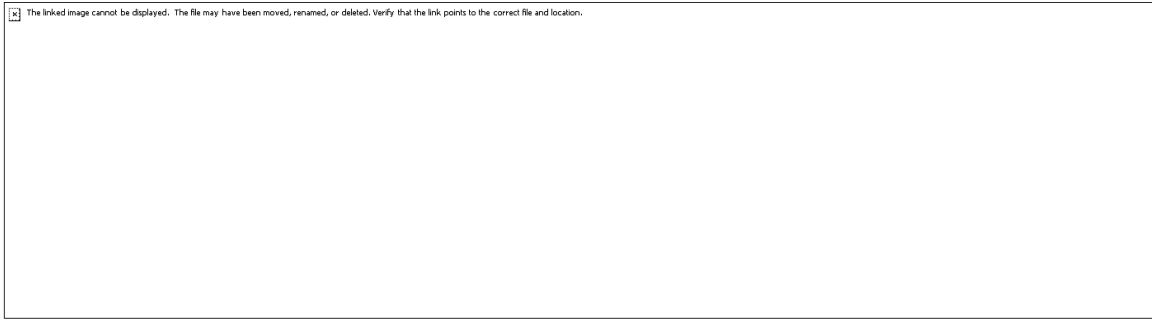 The linked image cannot be displayed. The file may have been moved, renamed, or deleted. Verify that the link points to the correct file and location.